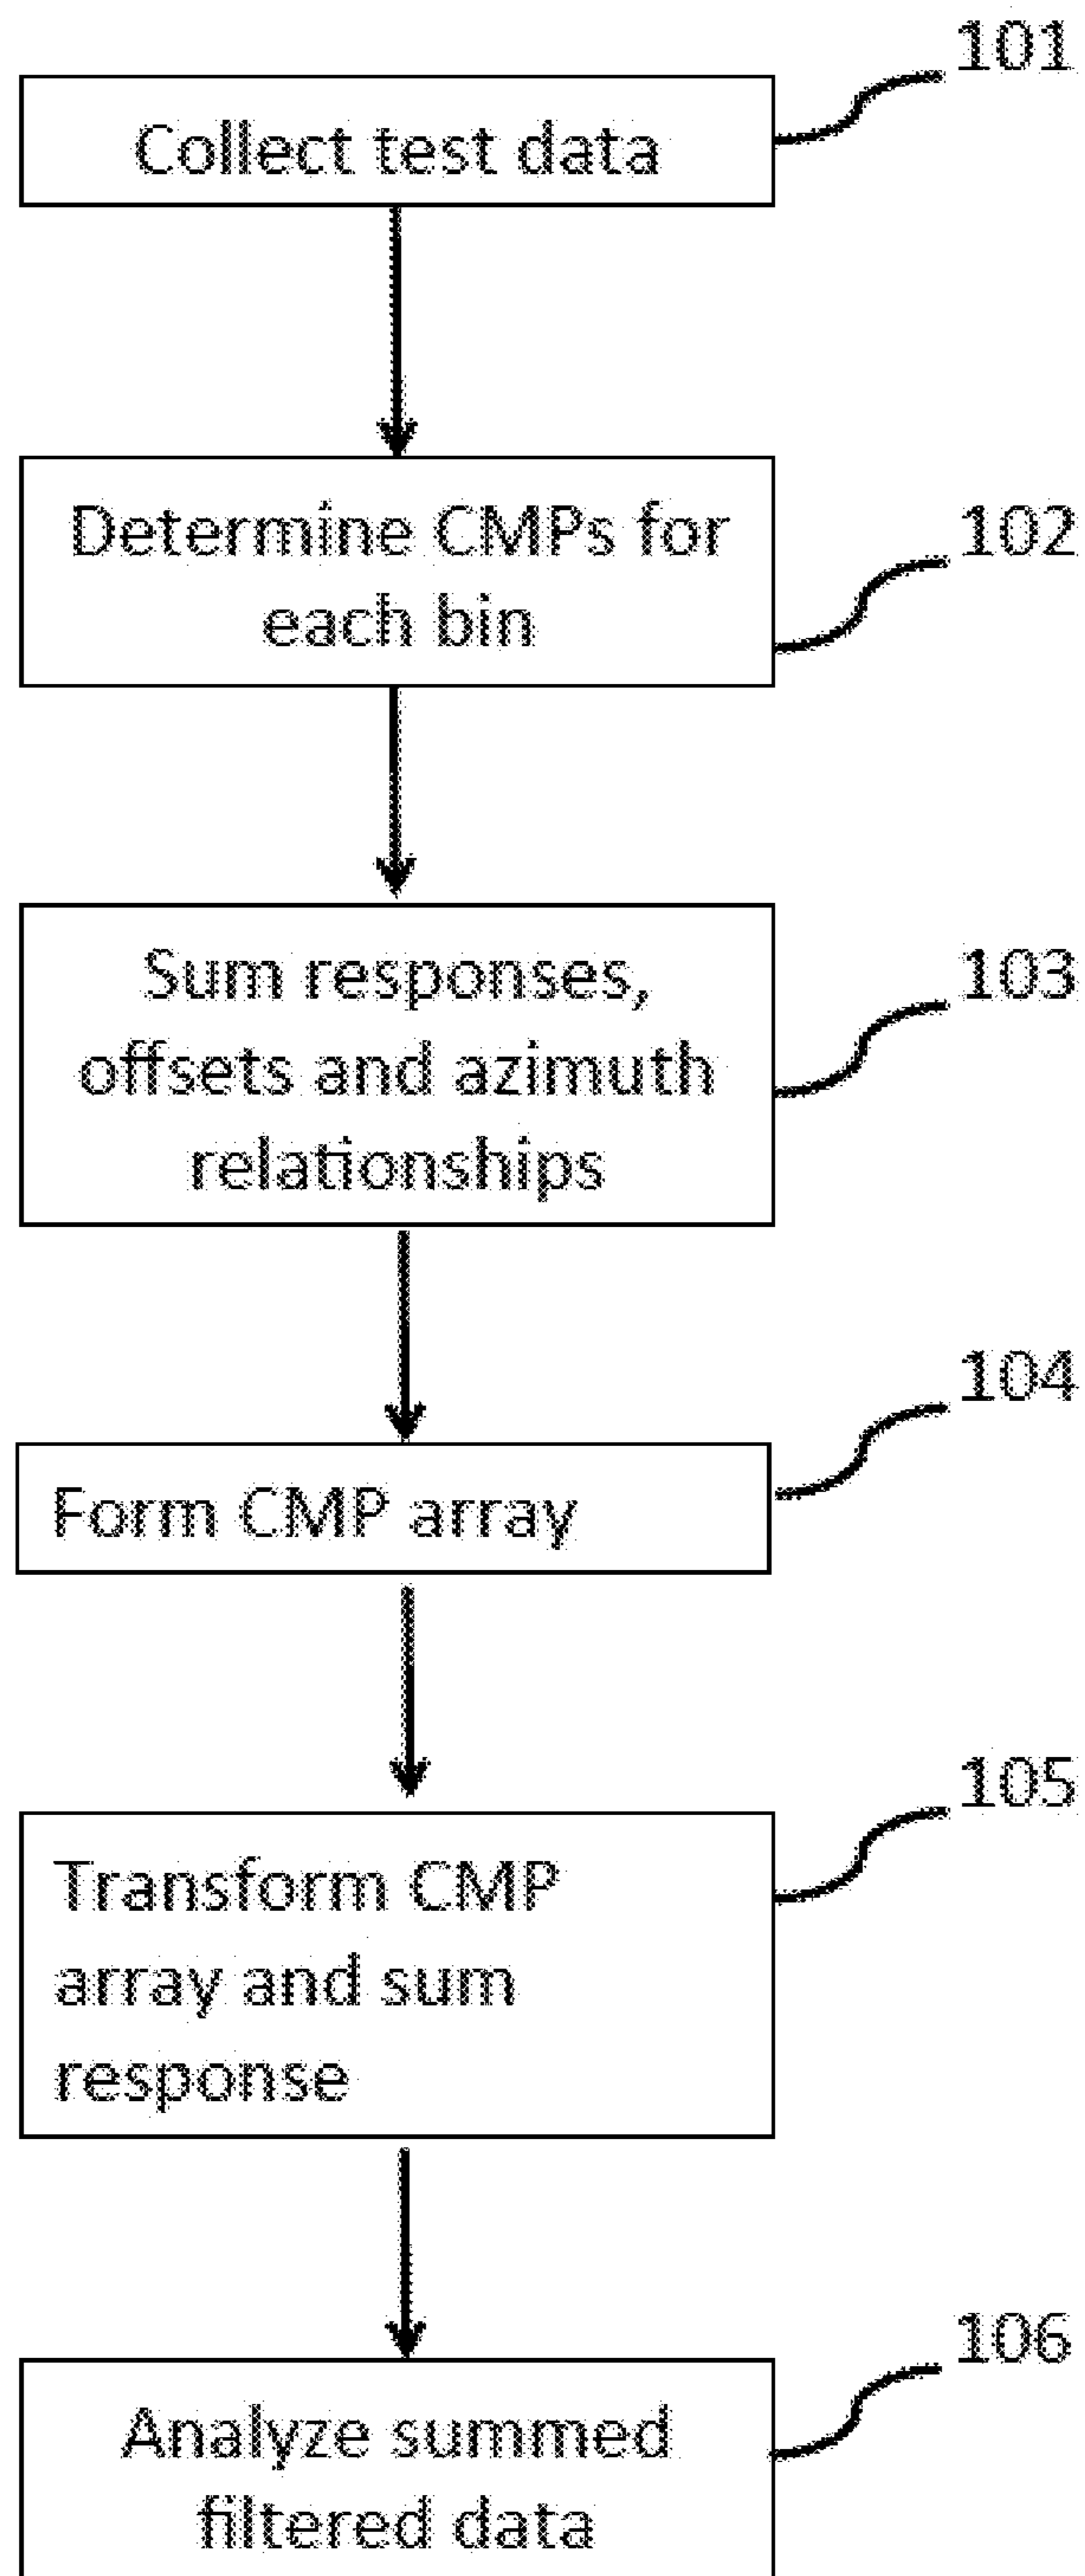 101
Collect test data
102
Determine CMPs for
each bin
103
Sum responses,
offsets and azimuth
relationships
104
Form CMP array
105
Transform CMP
array and sum
response
106
Analyze summed
filtered data